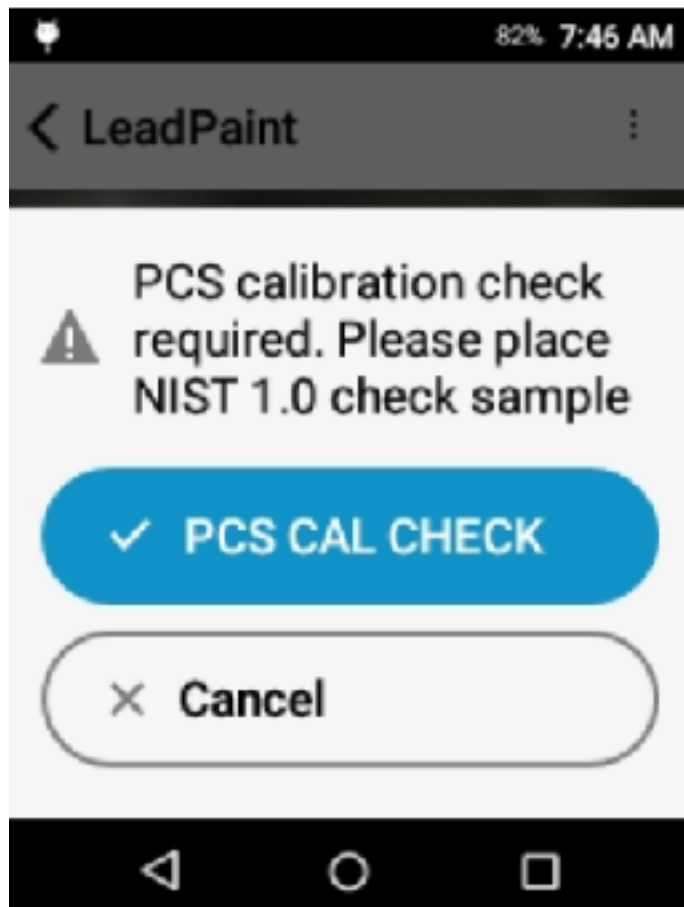 82% 7:46 AM
LeadPaint
PCS calibration check
required. Please place
NIST 1.0 check sample
PCS CAL CHECK
Cancel